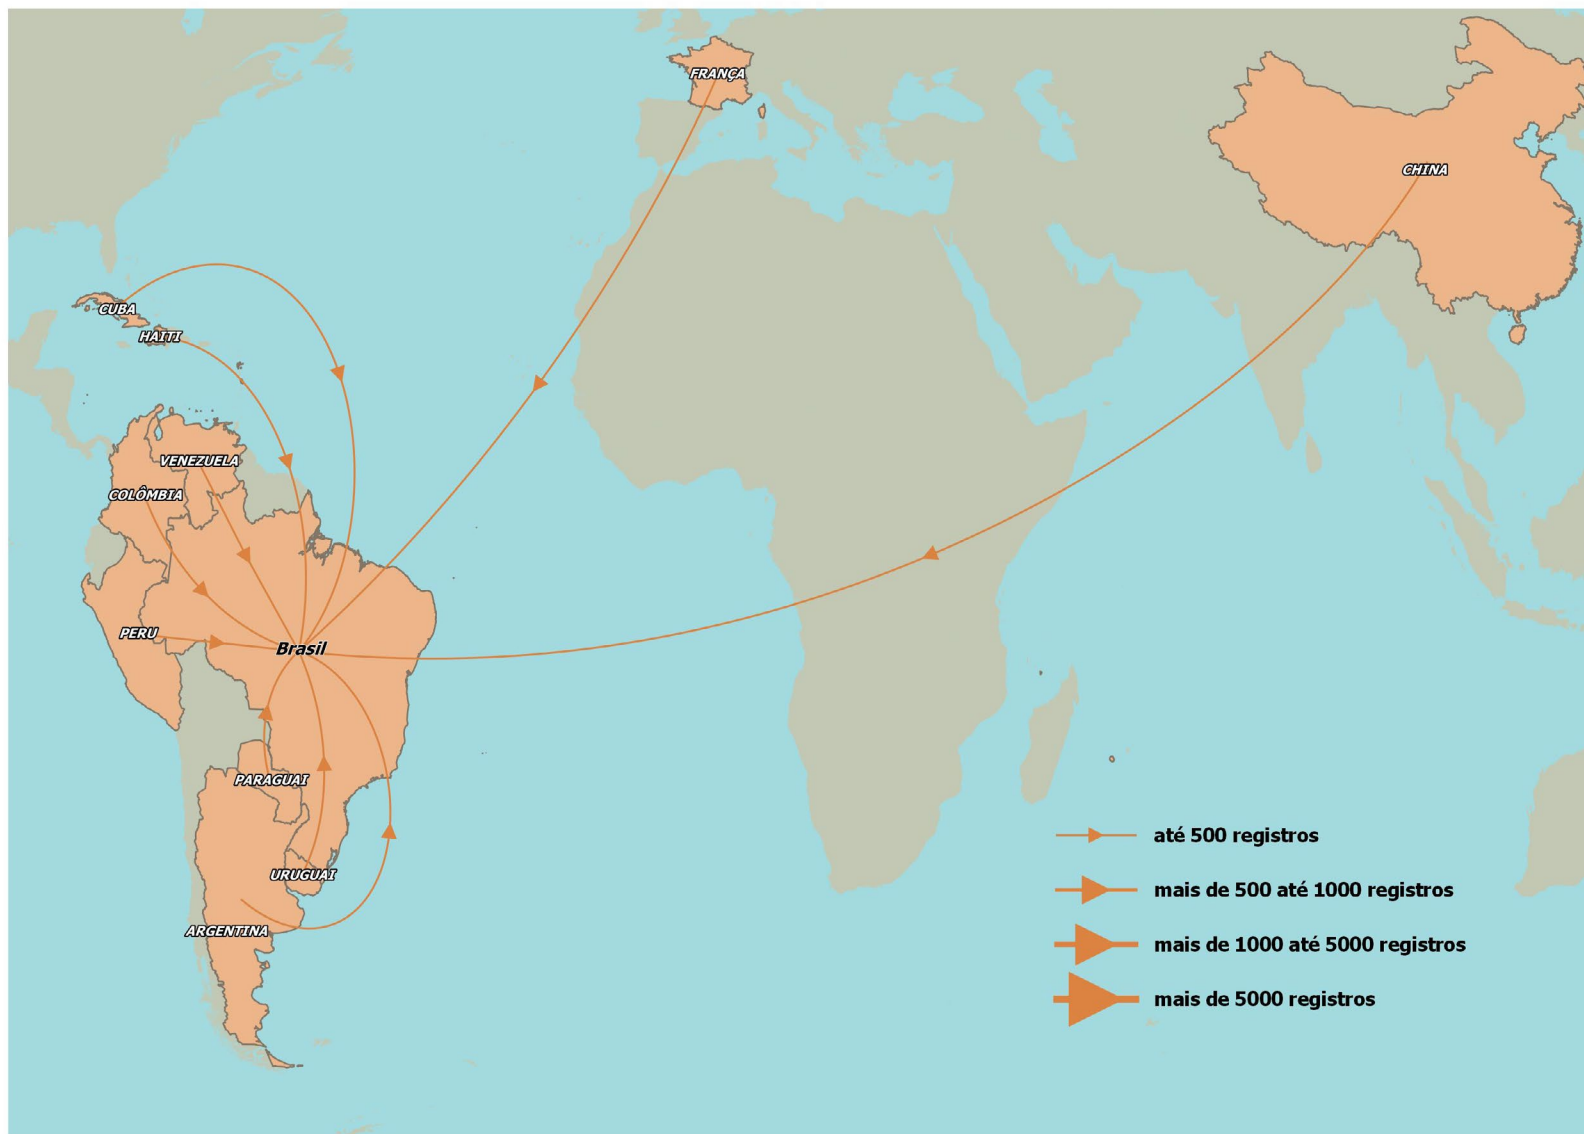 FRANÇA
CHINA
CUBA
HAITI
VENEZUELA
COLÔMBIA
PERU
Brasil
PARAGUAI
URUGUAI
ARGENTINA
até 500 registros
mais de 500 até 1000 registros
mais de 1000 até 5000 registros
mais de 5000 registros